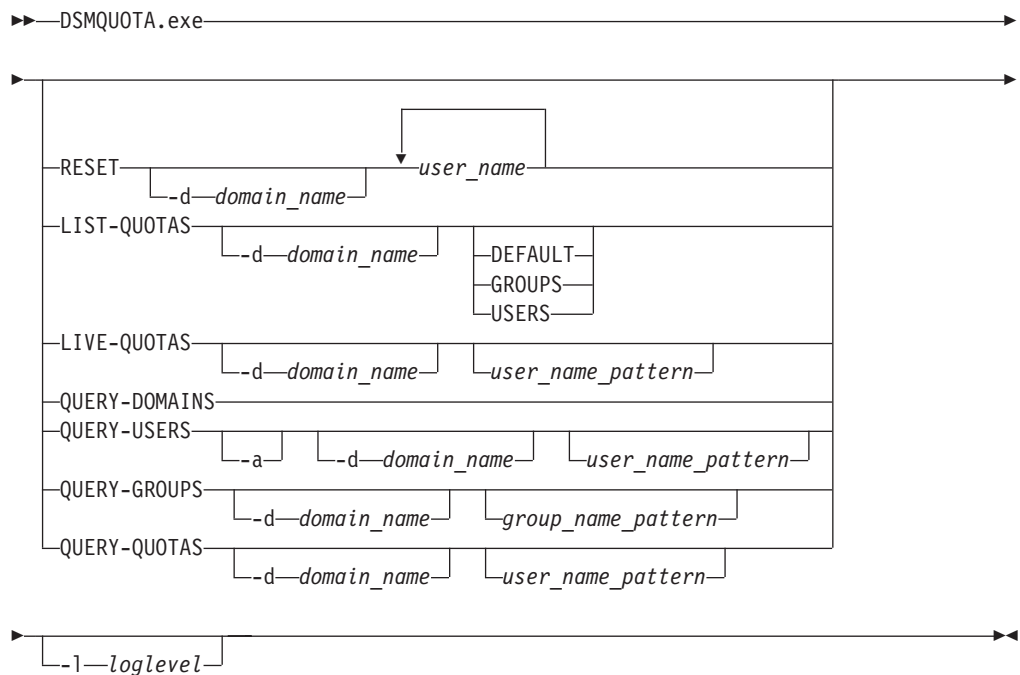 DSMQUOTA.exe
RESET user_name
-d domain_name
LIST-QUOTAS
-d domain_name DEFAULT
GROUPS
USERS
LIVE-QUOTAS
-d domain_name user_name_pattern
QUERY-DOMAINS
QUERY-USERS
-a -d domain_name user_name_pattern
QUERY-GROUPS
-d domain_name group_name_pattern
QUERY-QUOTAS
-d domain_name user_name_pattern
-l loglevel